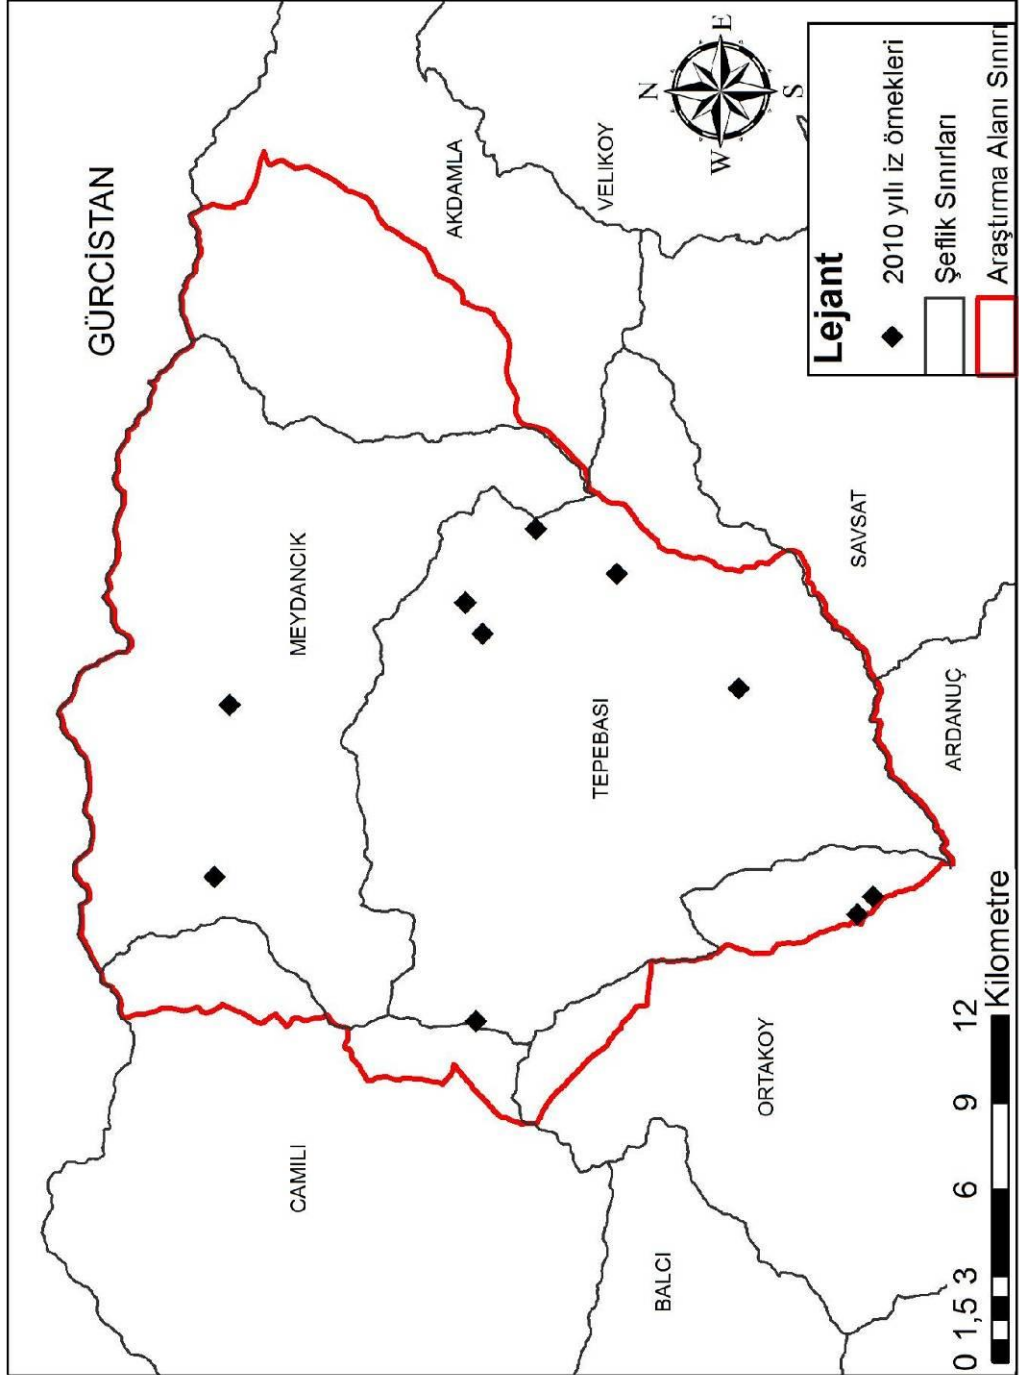 GÜRCİSTAN
AKDAMLA
VELIKOY
MEYDANCIK
TEPEBASI
SAVSAT
ARDANUÇ
CAMILI
ORTAKOY
BALCI
N
E
S
W
Lejant
2010 yılı iz örnekleri
Şeflik Sınırları
Araştırma Alanı Sınırı
0 1,5 3 6 9 12
Kilometre